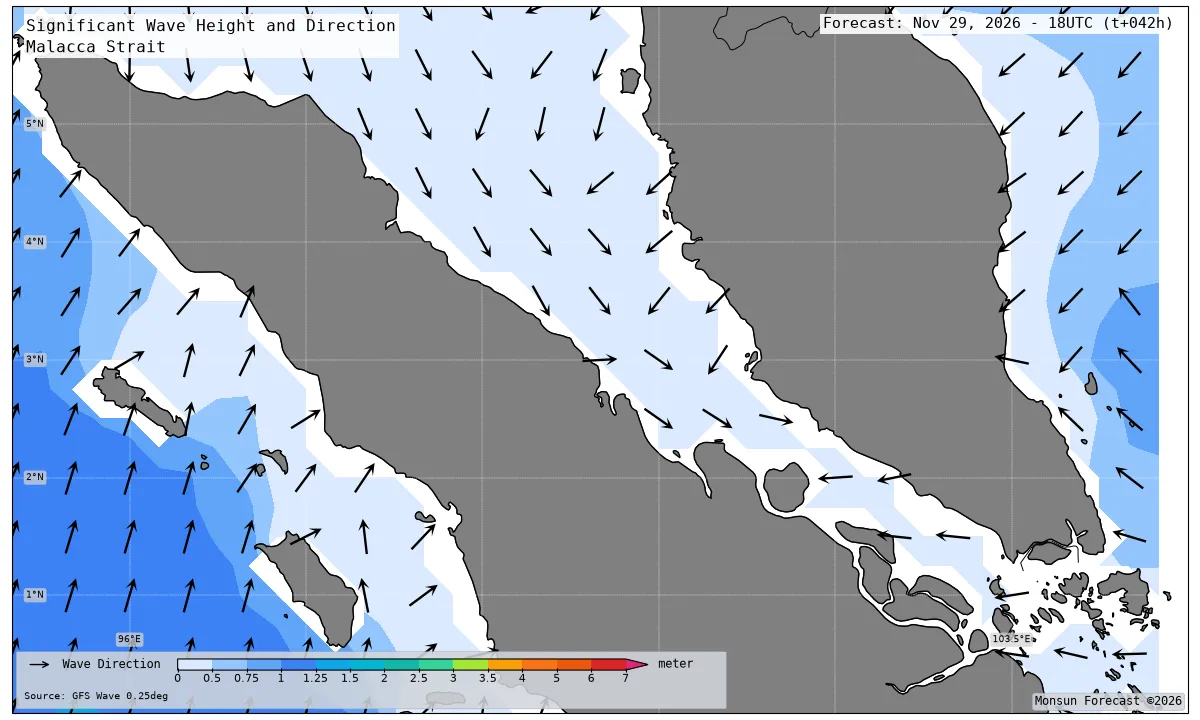 Significant Wave Height and Direction
Malacca Strait
Forecast: Nov 29, 2026 - 18UTC (t+042h)
5°N
4°N
3°N
2°N
1°N
96°E
103.5°E
Wave Direction
meter
0 0.5 0.75 1 1.25 1.5 2 2.5 3 3.5 4 5 6 7
Source: GFS Wave 0.25deg
Monsun Forecast ©2026